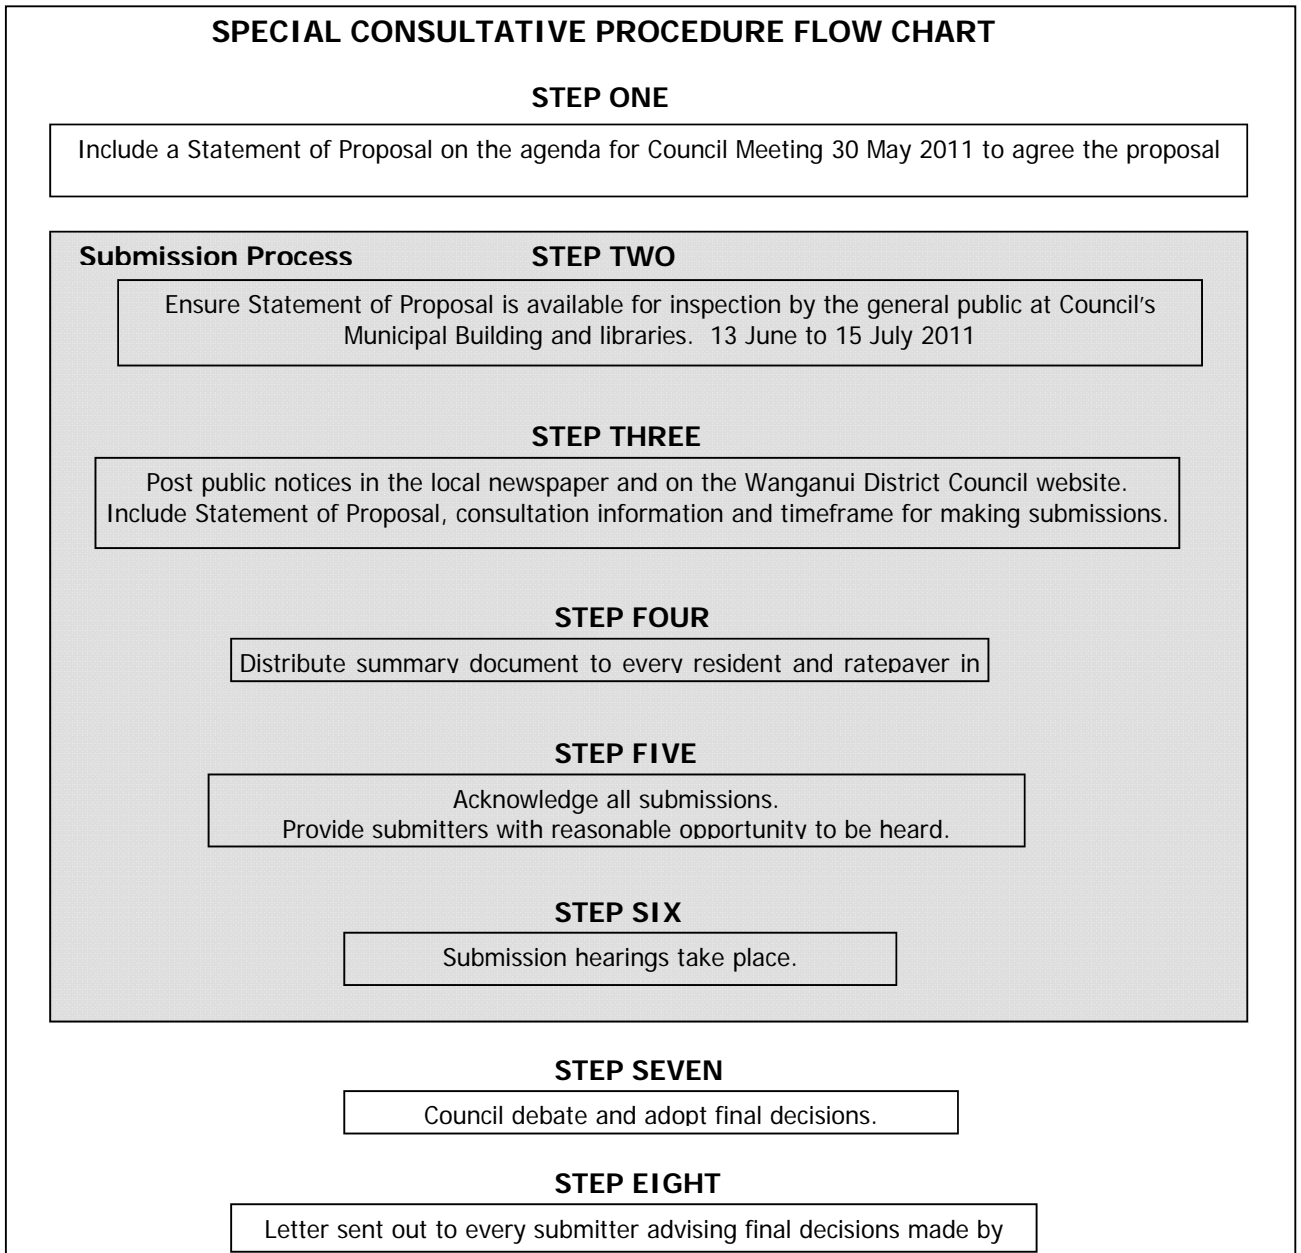 SPECIAL CONSULTATIVE PROCEDURE FLOW CHART
STEP ONE
Include a Statement of Proposal on the agenda for Council Meeting 30 May 2011 to agree the proposal
Submission Process
STEP TWO
Ensure Statement of Proposal is available for inspection by the general public at Council's
Municipal Building and libraries. 13 June to 15 July 2011
STEP THREE
Post public notices in the local newspaper and on the Wanganui District Council website.
Include Statement of Proposal, consultation information and timeframe for making submissions.
STEP FOUR
Distribute summary document to every resident and ratepayer in
STEP FIVE
Acknowledge all submissions.
Provide submitters with reasonable opportunity to be heard.
STEP SIX
Submission hearings take place.
STEP SEVEN
Council debate and adopt final decisions.
STEP EIGHT
Letter sent out to every submitter advising final decisions made by